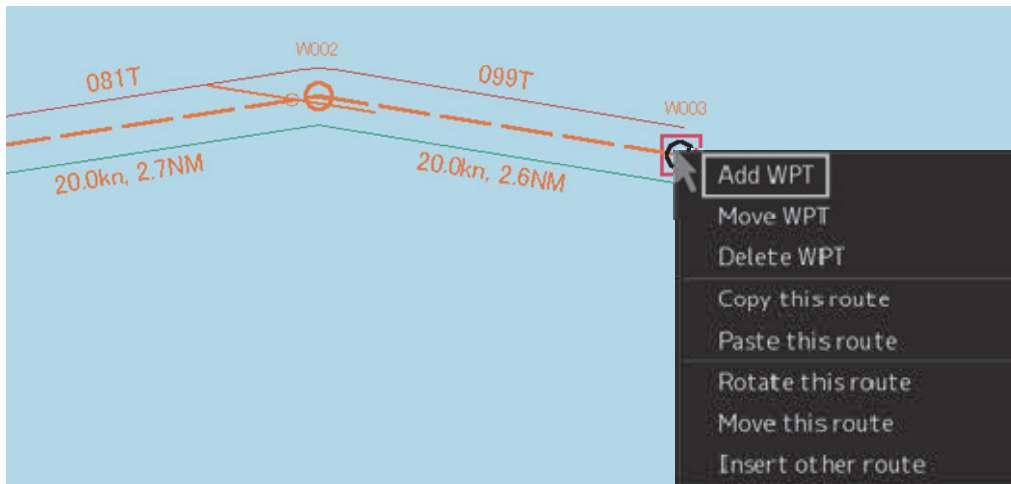 W002
081T
099T
W003
20.0kn, 2.7NM
20.0kn, 2.6NM
Add WPT
Move WPT
Delete WPT
Copy this route
Paste this route
Rotate this route
Move this route
Insert other route